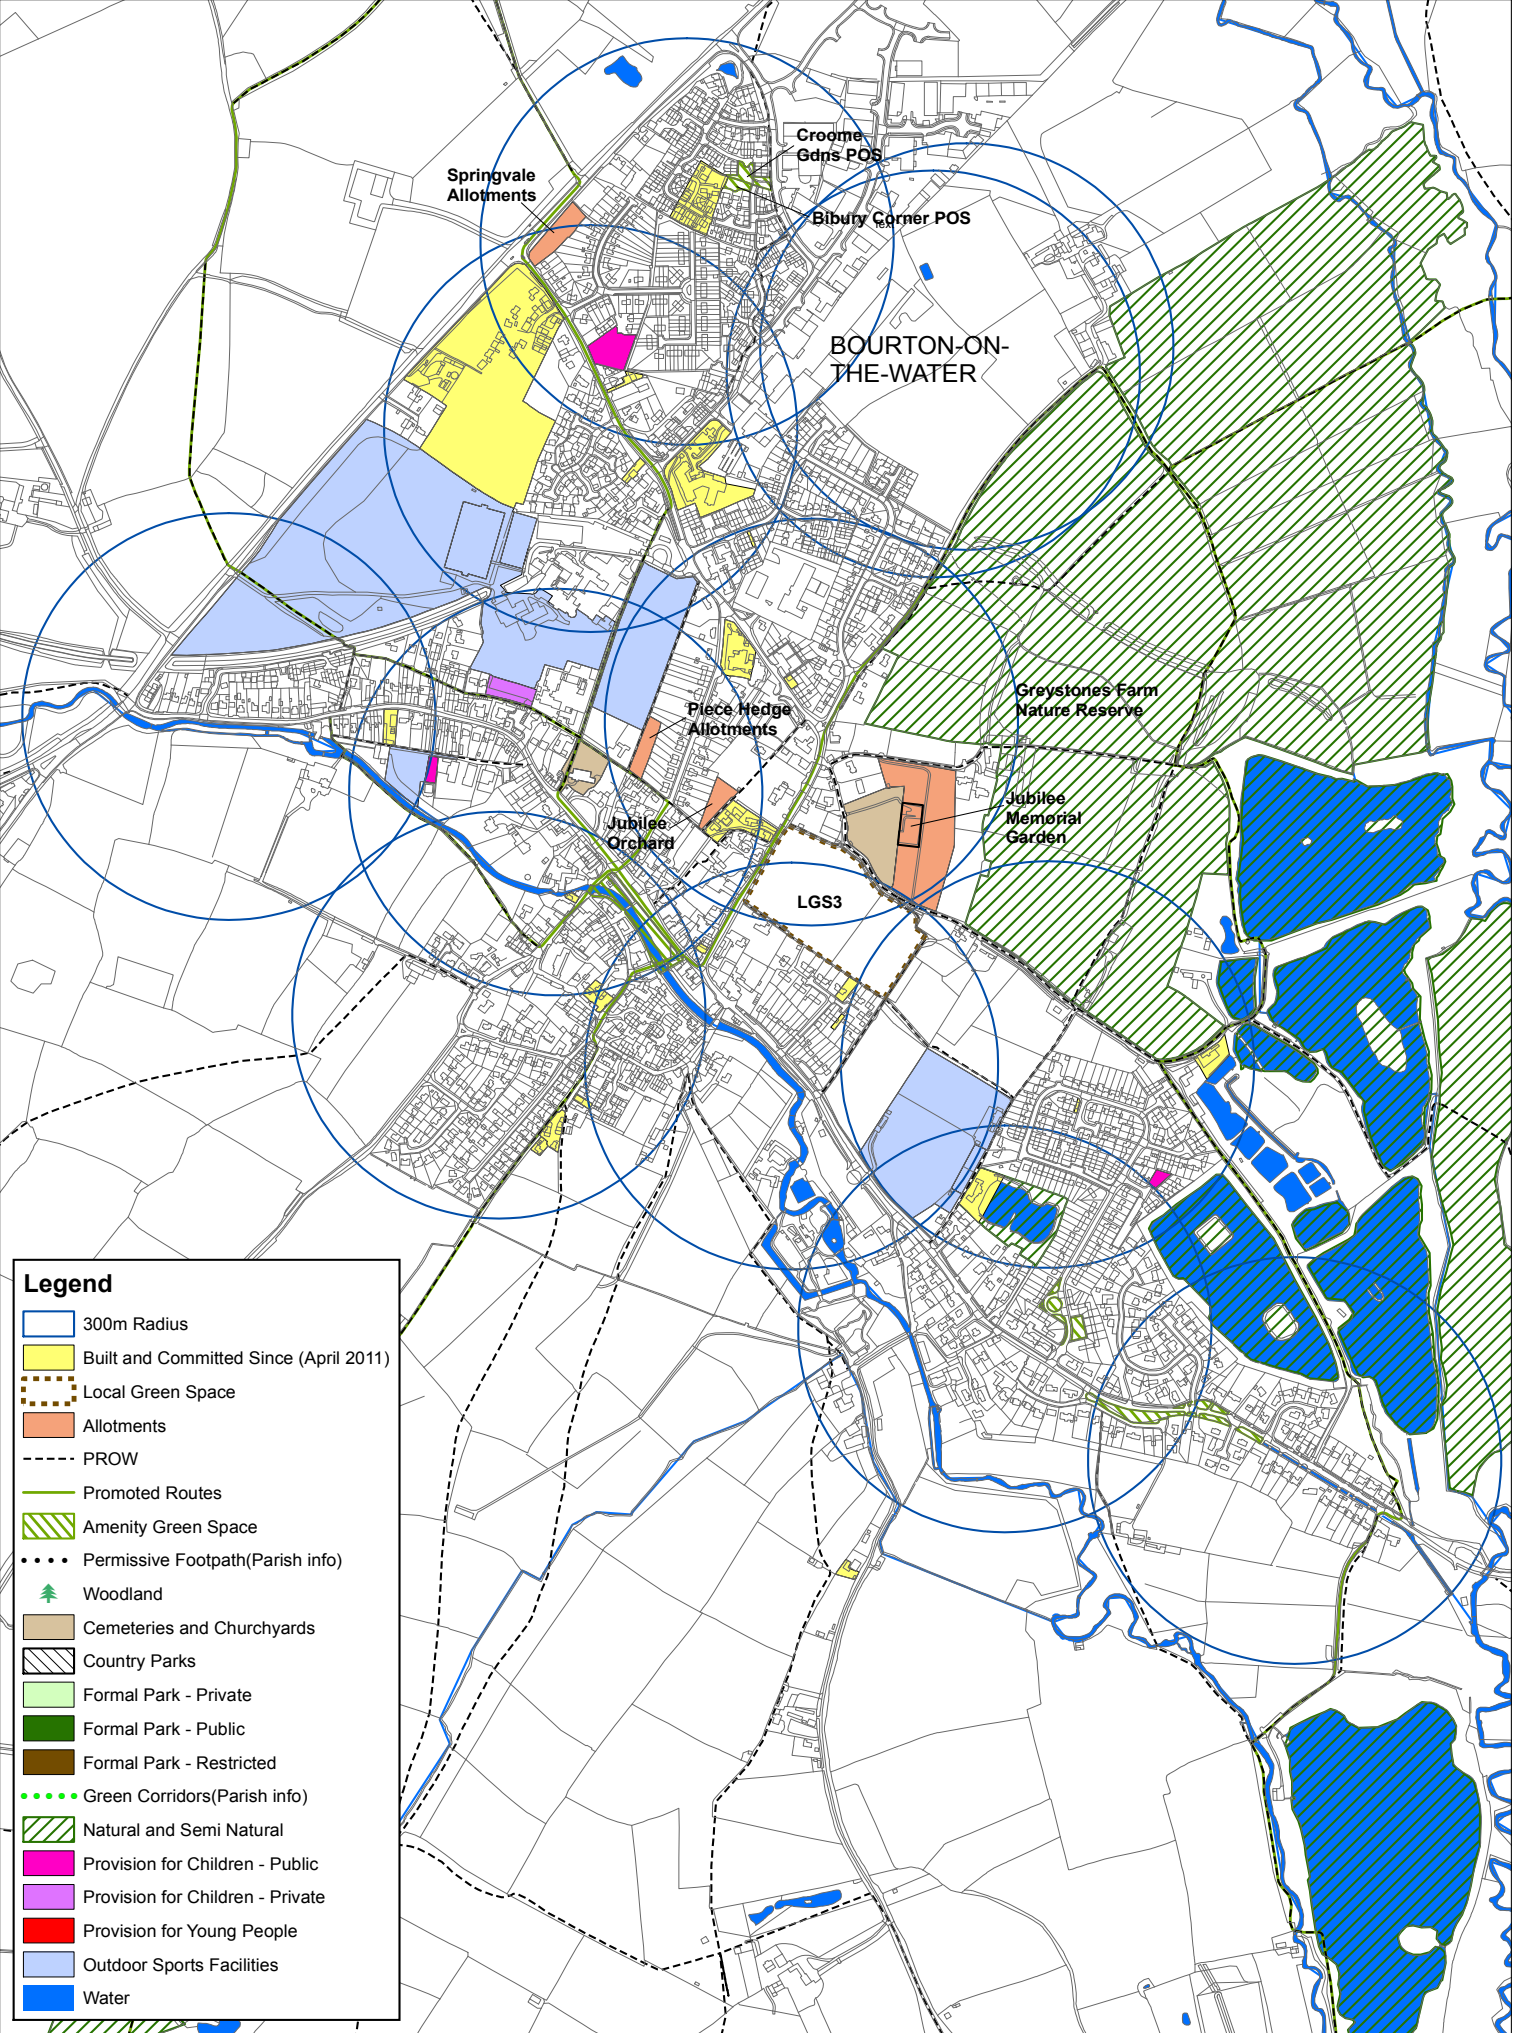 Croome
Gdns POS
Springvale
Allotments
Bibury Corner POS
BOURTON-ON-
THE-WATER
Greystones Farm
Nature Reserve
Piece Hedge
Allotments
Jubilee
Memorial
Garden
Jubilee
Orchard
LGS3
Legend
300m Radius
Built and Committed Since (April 2011)
Local Green Space
Allotments
PROW
Promoted Routes
Amenity Green Space
Permissive Footpath(Parish info)
Woodland
Cemeteries and Churchyards
Country Parks
Formal Park - Private
Formal Park - Public
Formal Park - Restricted
Green Corridors(Parish info)
Natural and Semi Natural
Provision for Children - Public
Provision for Children - Private
Provision for Young People
Outdoor Sports Facilities
Water